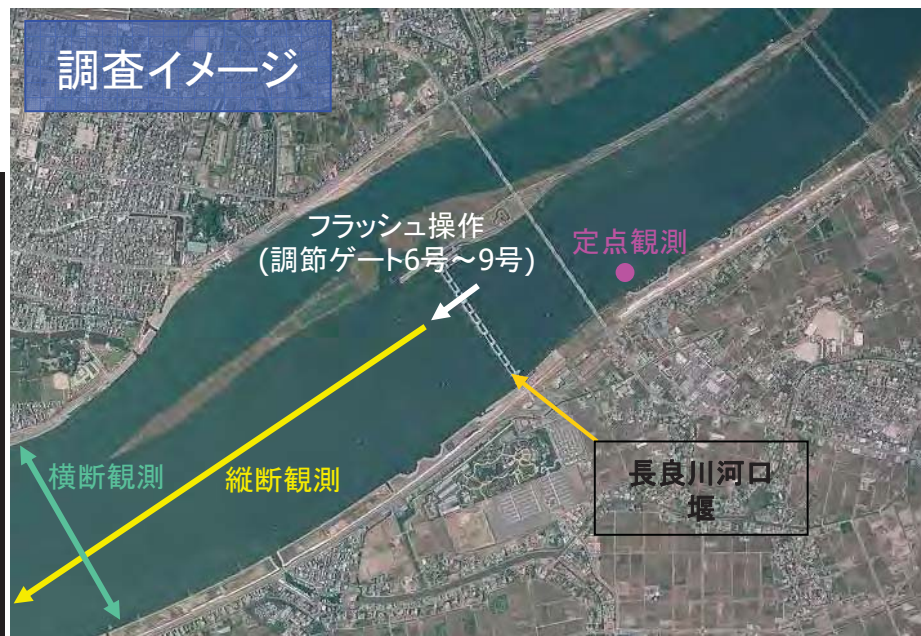 調査イメージ
フラッシュ操作
(調節ゲート6号～9号)
定点観測
横断観測
縦断観測
長良川河口
堰